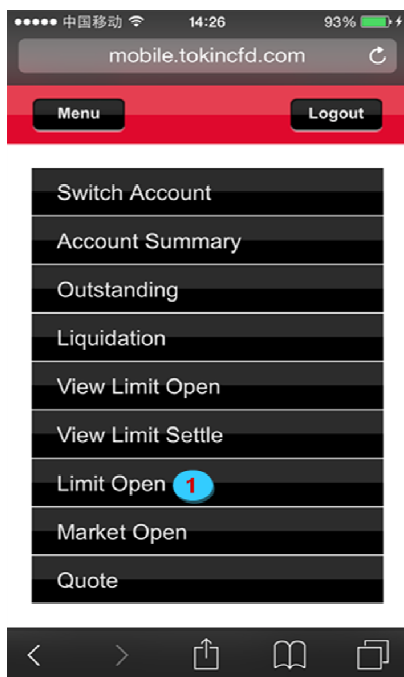 中国移动 14:26 93%
mobile.tokincfd.com
Menu Logout
Switch Account
Account Summary
Outstanding
Liquidation
View Limit Open
View Limit Settle
Limit Open 1
Market Open
Quote